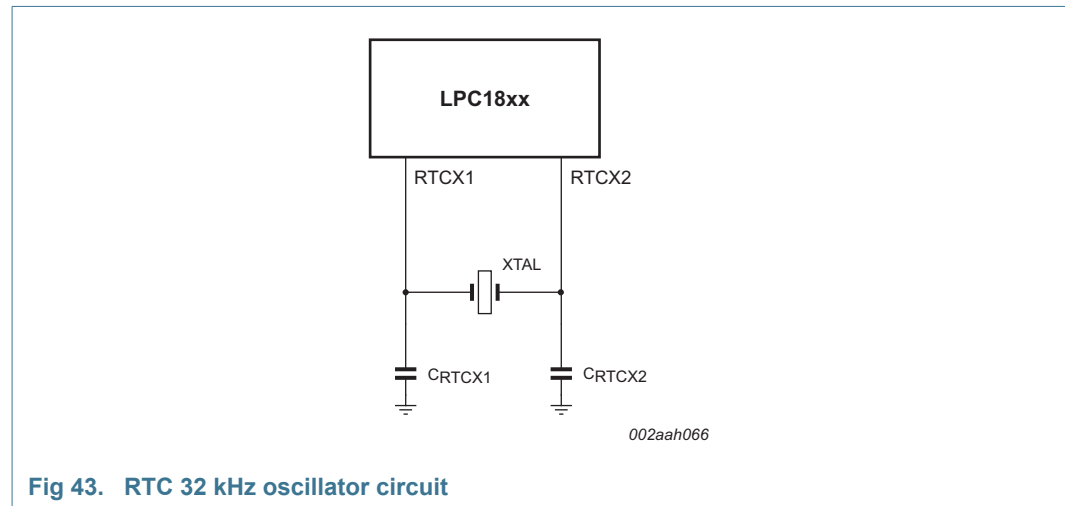 LPC18xx
RTCX1
RTCX2
XTAL
CRTCX1
CRTCX2
002aah066
Fig 43. RTC 32 kHz oscillator circuit